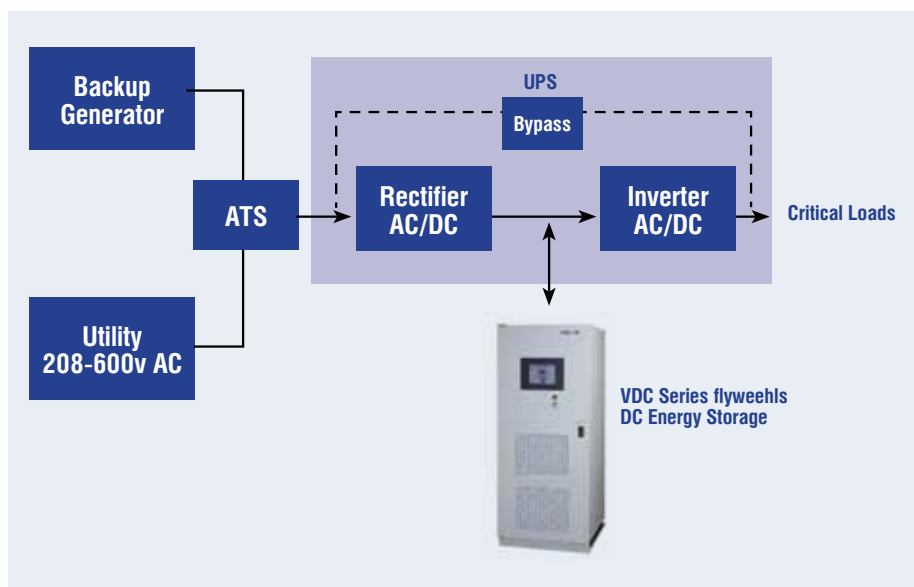 Backup
Generator
UPS
Bypass
ATS
Rectifier
AC/DC
Inverter
AC/DC
Critical Loads
Utility
208-600v AC
VDC Series flyweehls
DC Energy Storage